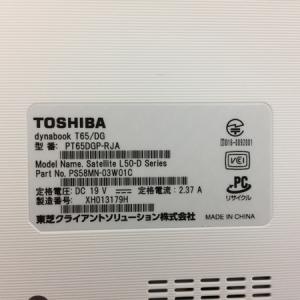 TOSHIBA
dynabook T65/DG
型 番: PT65DGP-RJA
Model Name. Satellite L50-D Series
Part No. PS58MN-03W01C
定格電圧: DC 19 V 定格電流: 2.37 A
製造番号: XH013179H
東芝クライアントソリューション株式会社
D16-0092001
VCCI
PC
リサイクル
MADE IN CHINA